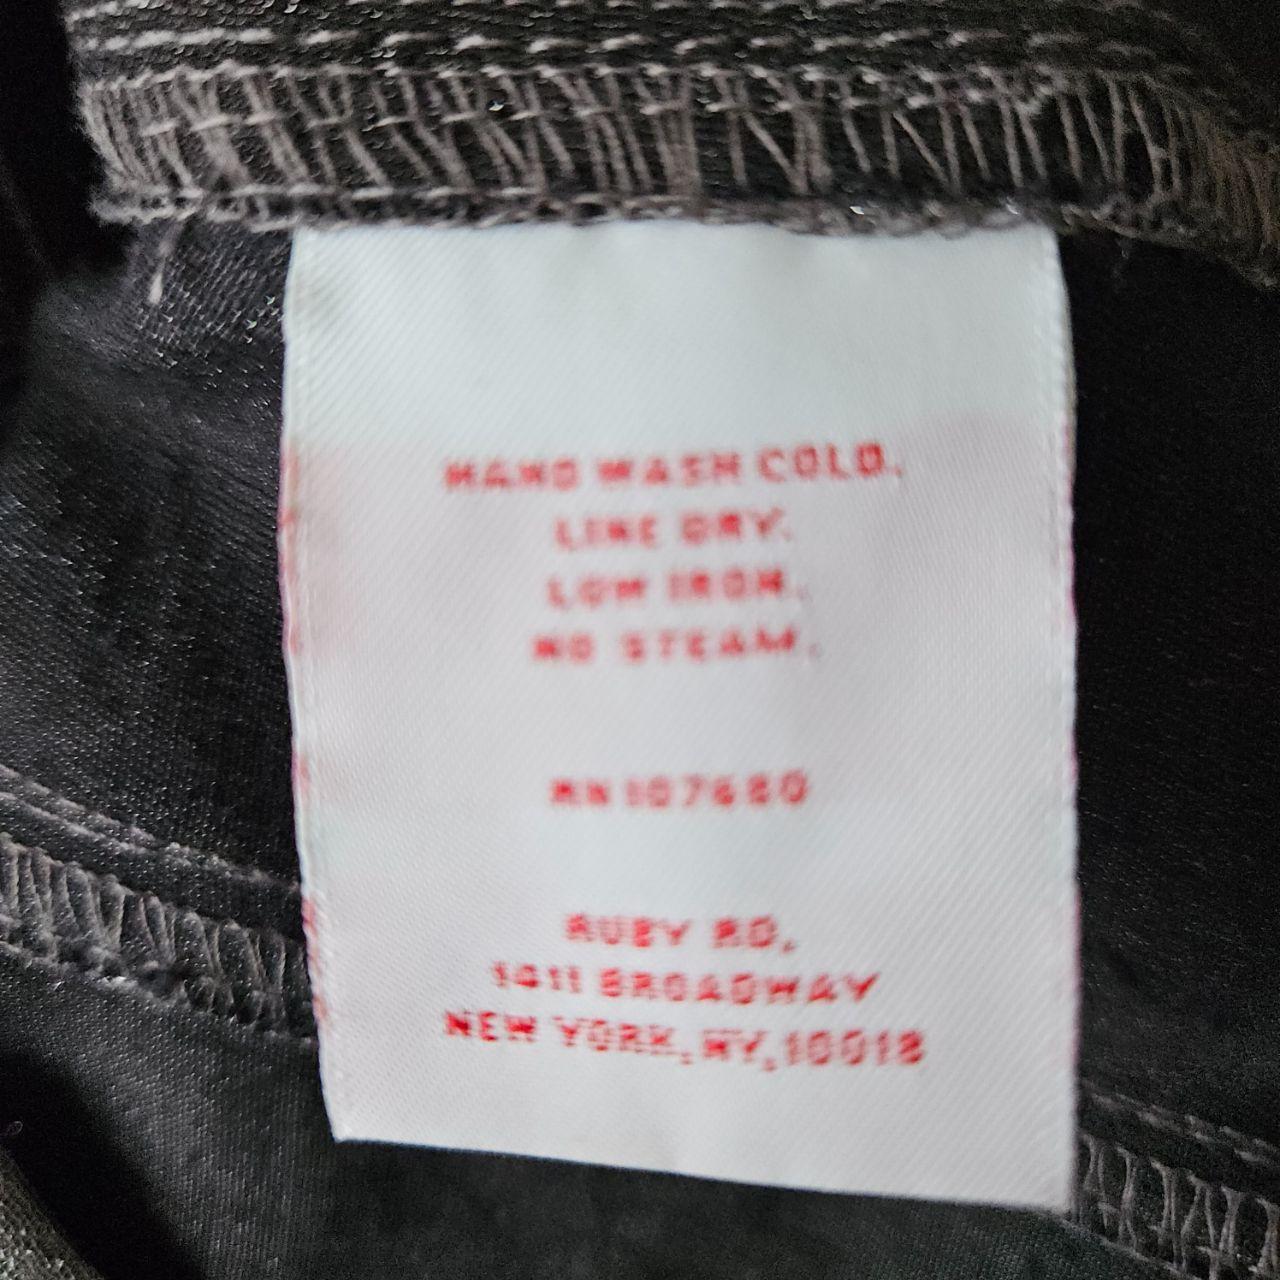 HAND WASH COLD.
LINE DRY.
LOW IRON.
NO STEAM.
RN 107680
RUBY RD,
1411 BROADWAY
NEW YORK, NY, 10018